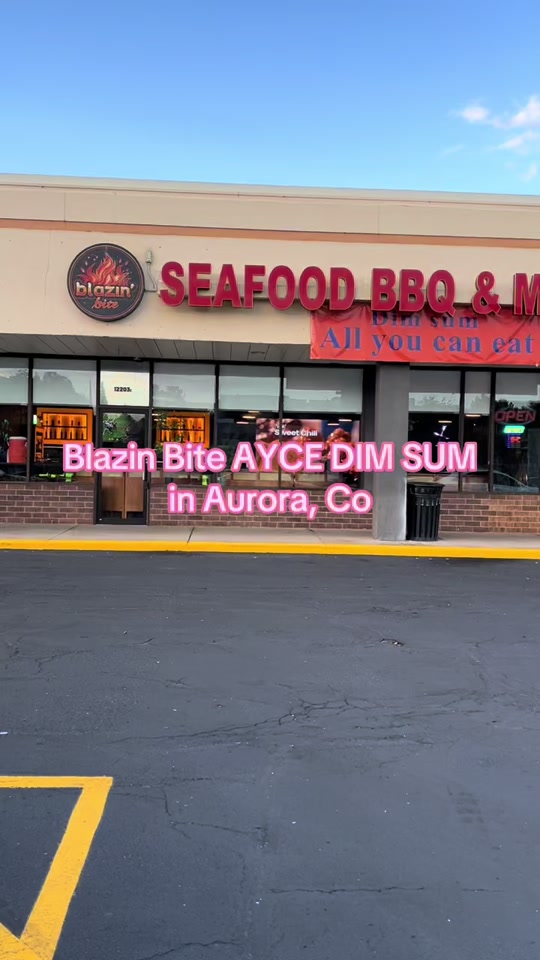 blazin'
bite
SEAFOOD BBQ & M
Dim sum
All you can eat
12203
Sweet Chili
OPEN
Blazin Bite AYCE DIM SUM
in Aurora, Co